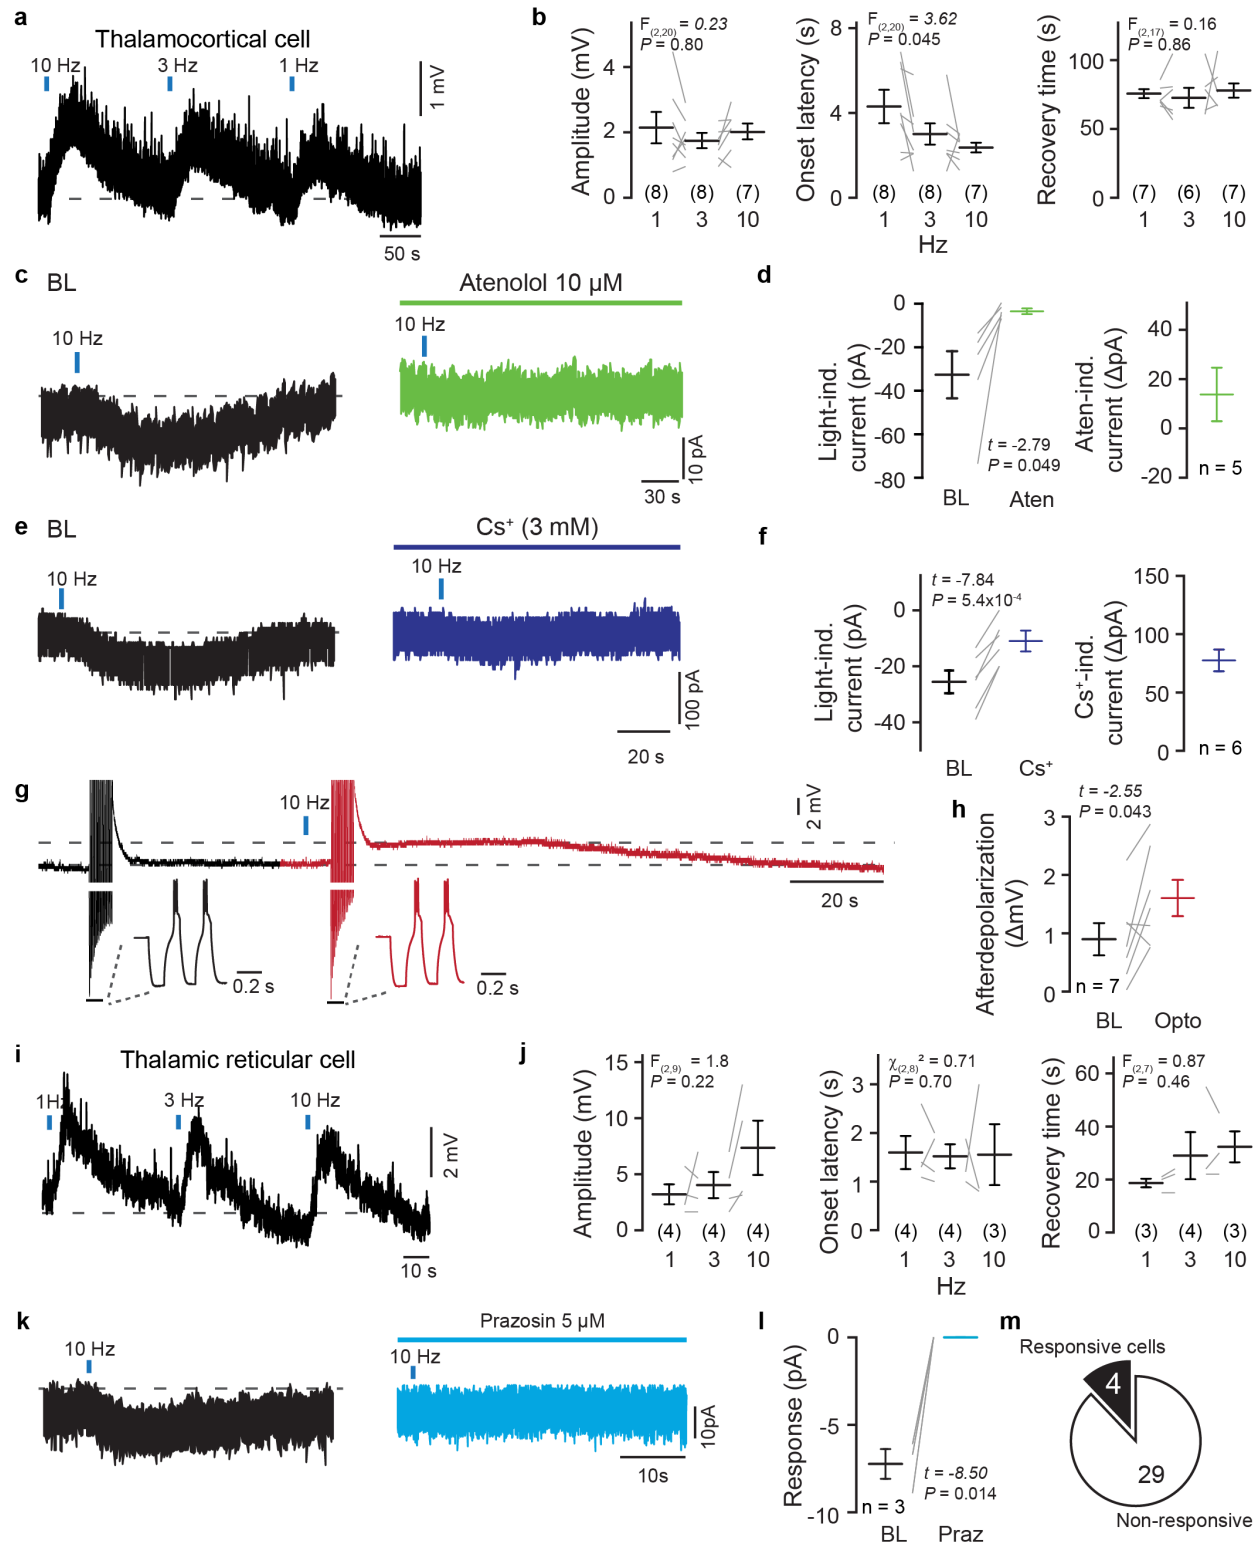 a
Thalamocortical cell
10 Hz
3 Hz
1 Hz
1 mV
50 s
b
Amplitude (mV)
F(2,20) = 0.23
P = 0.80
4
2
0
(8)
(8)
(7)
1
3
10
Onset latency (s)
F(2,20) = 3.62
P = 0.045
8
4
0
(8)
(8)
(7)
1
3
10
Hz
Recovery time (s)
F(2,17) = 0.16
P = 0.86
100
50
0
(7)
(6)
(7)
1
3
10
c
BL
10 Hz
Atenolol 10 µM
10 Hz
10 pA
30 s
d
Light-ind.
current (pA)
0
-20
-40
-60
-80
t = -2.79
P = 0.049
BL
Aten
Aten-ind.
current (ΔpA)
40
20
0
-20
n = 5
e
BL
10 Hz
Cs+ (3 mM)
10 Hz
100 pA
20 s
f
Light-ind.
current (pA)
t = -7.84
P = 5.4x10-4
0
-20
-40
BL
Cs+
Cs+-ind.
current (ΔpA)
150
100
50
0
n = 6
g
10 Hz
2 mV
20 s
0.2 s
0.2 s
h
Afterdepolarization
(ΔmV)
t = -2.55
P = 0.043
3
2
1
0
n = 7
BL
Opto
i
Thalamic reticular cell
1Hz
3 Hz
10 Hz
2 mV
10 s
j
Amplitude (mV)
F(2,9) = 1.8
P = 0.22
15
10
5
0
(4)
(4)
(4)
1
3
10
Onset latency (s)
χ(2,8)² = 0.71
P = 0.70
3
2
1
0
(4)
(4)
(3)
1
3
10
Hz
Recovery time (s)
F(2,7) = 0.87
P = 0.46
60
40
20
0
(3)
(4)
(3)
1
3
10
k
10 Hz
Prazosin 5 µM
10 Hz
10pA
10s
l
Response (pA)
0
-5
-10
t = -8.50
P = 0.014
n = 3
BL
Praz
m
Responsive cells
4
29
Non-responsive